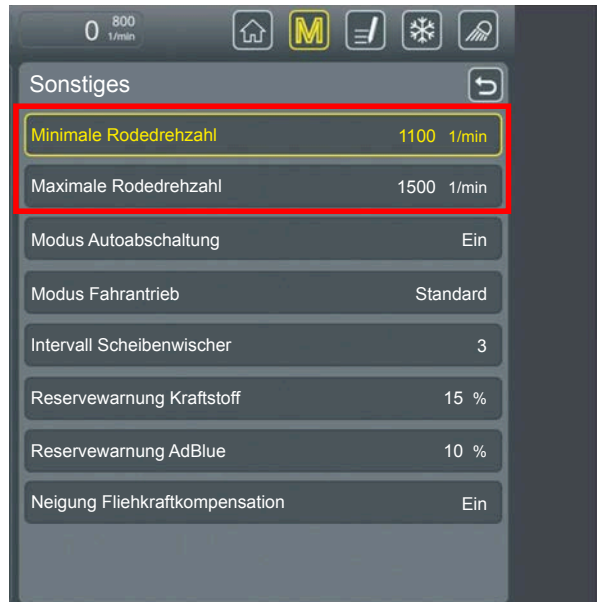 0 800 1/min M
Sonstiges
Minimale Rodedrehzahl 1100 1/min
Maximale Rodedrehzahl 1500 1/min
Modus Autoabschaltung Ein
Modus Fahrantrieb Standard
Intervall Scheibenwischer 3
Reservewarnung Kraftstoff 15 %
Reservewarnung AdBlue 10 %
Neigung Fliehkraftkompensation Ein